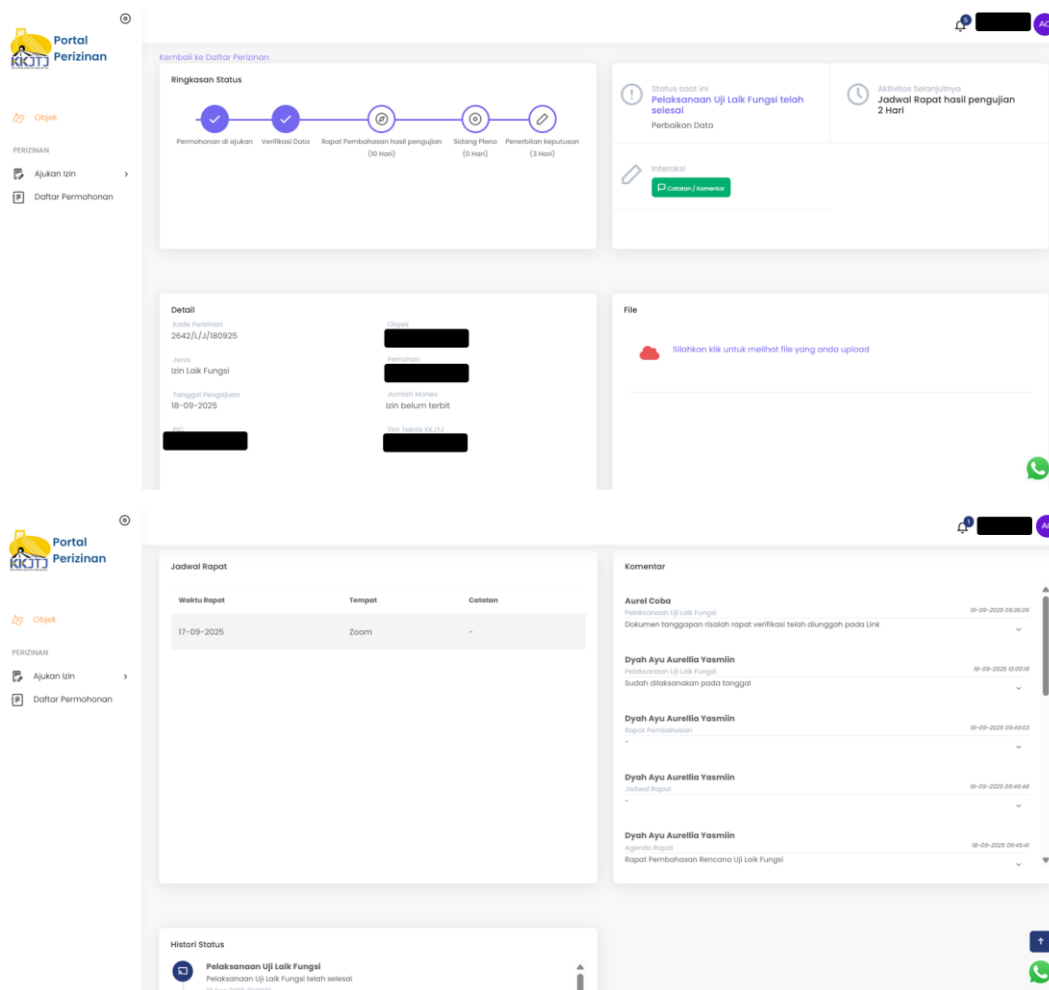 Portal
Perizinan
KKJTJ
Objek
PERIZINAN
Ajukan Izin
Daftar Permohonan
5
AC
Kembali ke Daftar Perizinan
Ringkasan Status
Permohonan di ajukan
Verifikasi Data
Rapat Pembahasan hasil pengujian
(10 Hari)
Sidang Pleno
(0 Hari)
Penerbitan keputusan
(3 Hari)
Status saat ini
Pelaksanaan Uji Laik Fungsi telah
selesai
Perbaikan Data
Aktivitas Selanjutnya
Jadwal Rapat hasil pengujian
2 Hari
Interaksi
Catatan / Komentar
Detail
Kode Perizinan
2642/L/J/180925
Obyek
Jenis
Izin Laik Fungsi
Pemohon
Tanggal Pengajuan
18-09-2025
Jumlah Monev
Izin belum terbit
PIC
Tim Teknis KKJTJ
File
Silahkan klik untuk melihat file yang anda upload
Portal
Perizinan
KKJTJ
Objek
PERIZINAN
Ajukan Izin
Daftar Permohonan
1
Jadwal Rapat
Waktu Rapat Tempat Catatan
17-09-2025 Zoom -
Komentar
Aurel Coba
Pelaksanaan Uji Laik Fungsi
18-09-2025 09:36:06
Dokumen tanggapan risalah rapat verifikasi telah diunggah pada Link
Dyah Ayu Aurellia Yasmiin
Pelaksanaan Uji Laik Fungsi
18-09-2025 10:00:19
Sudah dilaksanakan pada tanggal
Dyah Ayu Aurellia Yasmiin
Rapat Pembahasan
18-09-2025 09:49:03
-
Dyah Ayu Aurellia Yasmiin
Jadwal Rapat
18-09-2025 09:46:48
-
Dyah Ayu Aurellia Yasmiin
Agenda Rapat
18-09-2025 09:45:41
Rapat Pembahasan Rencana Uji Laik Fungsi
Histori Status
Pelaksanaan Uji Laik Fungsi
Pelaksanaan Uji Laik Fungsi telah selesai